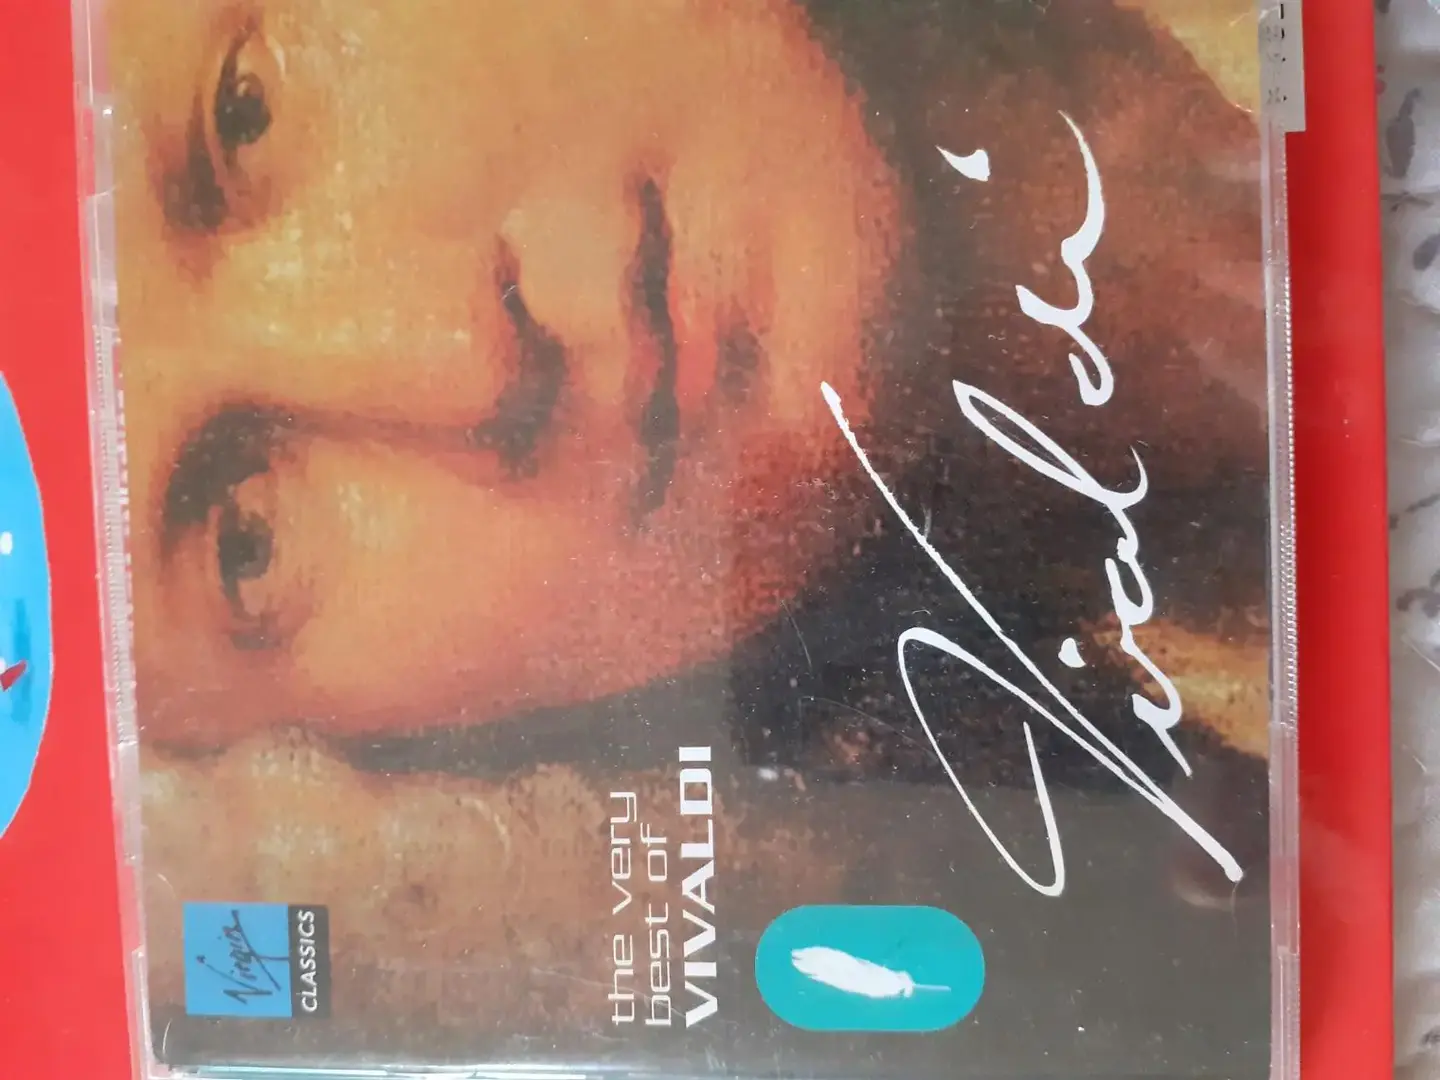 Virgin
CLASSICS
the very
best of
VIVALDI
Vivaldi